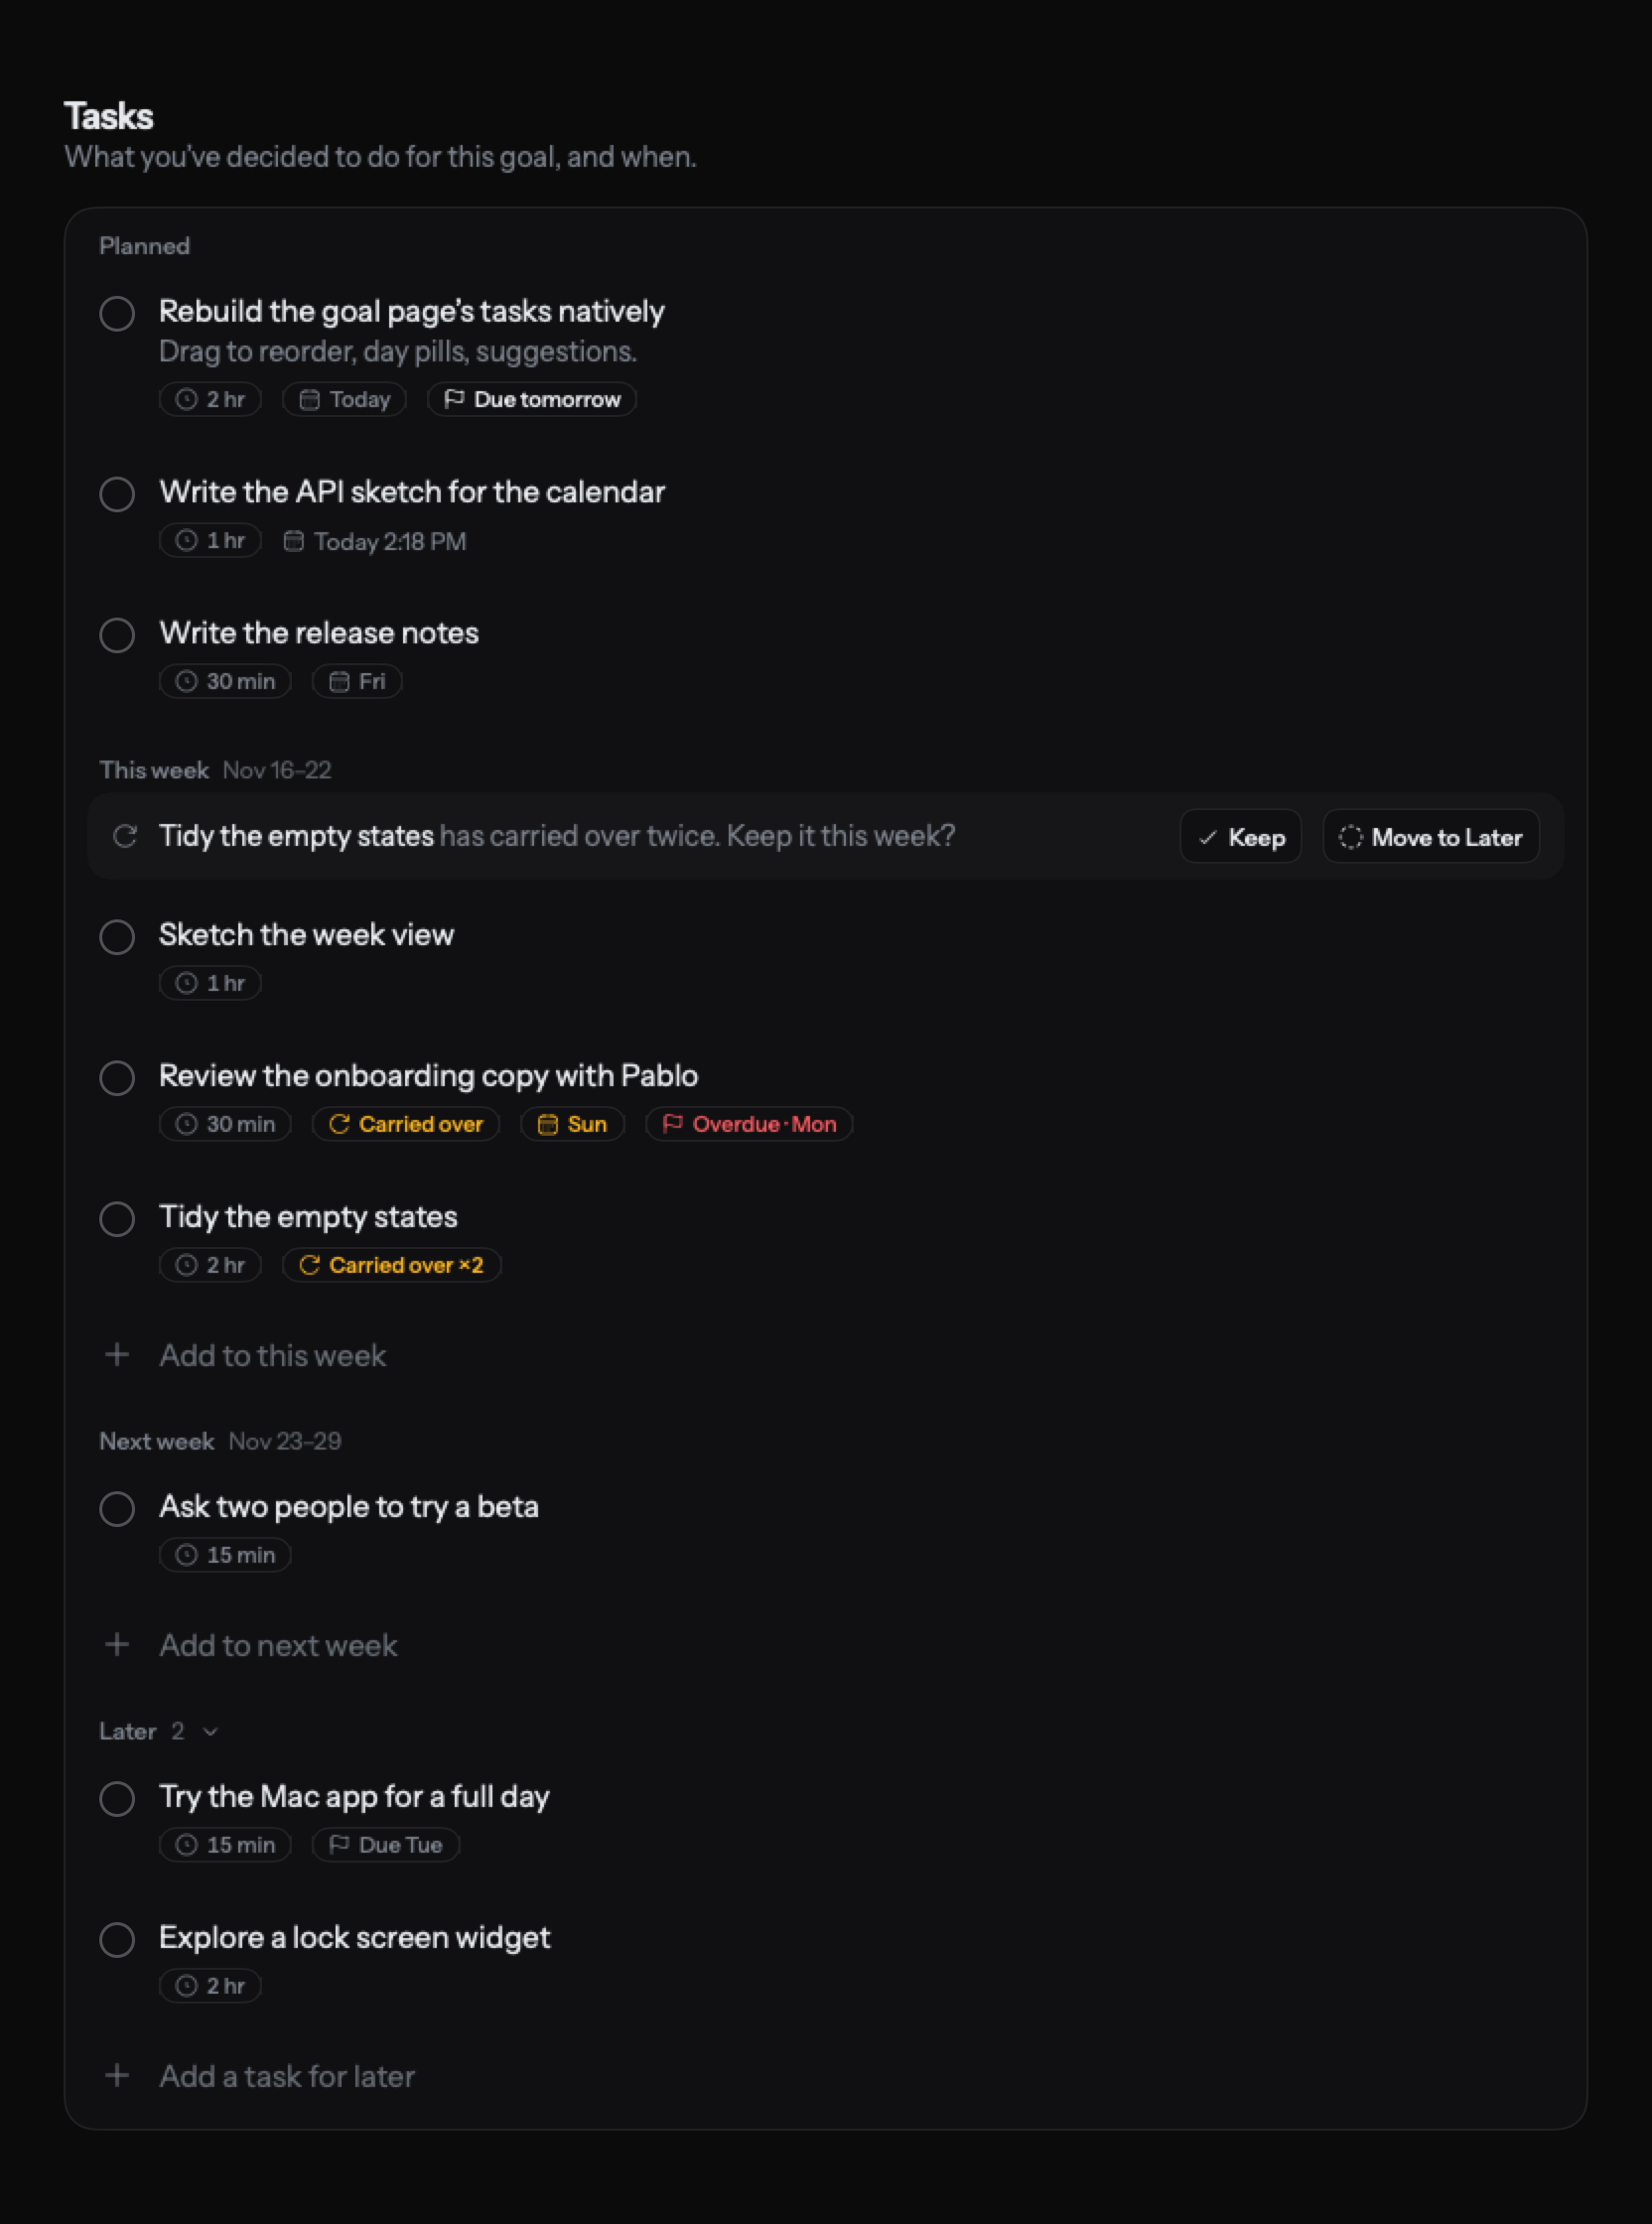 Tasks
What you’ve decided to do for this goal, and when.
Planned
Rebuild the goal page’s tasks natively
Drag to reorder, day pills, suggestions.
2 hr Today Due tomorrow
Write the API sketch for the calendar
1 hr Today 2:18 PM
Write the release notes
30 min Fri
This week Nov 16–22
Tidy the empty states has carried over twice. Keep it this week? Keep Move to Later
Sketch the week view
1 hr
Review the onboarding copy with Pablo
30 min Carried over Sun Overdue · Mon
Tidy the empty states
2 hr Carried over ×2
Add to this week
Next week Nov 23–29
Ask two people to try a beta
15 min
Add to next week
Later 2
Try the Mac app for a full day
15 min Due Tue
Explore a lock screen widget
2 hr
Add a task for later